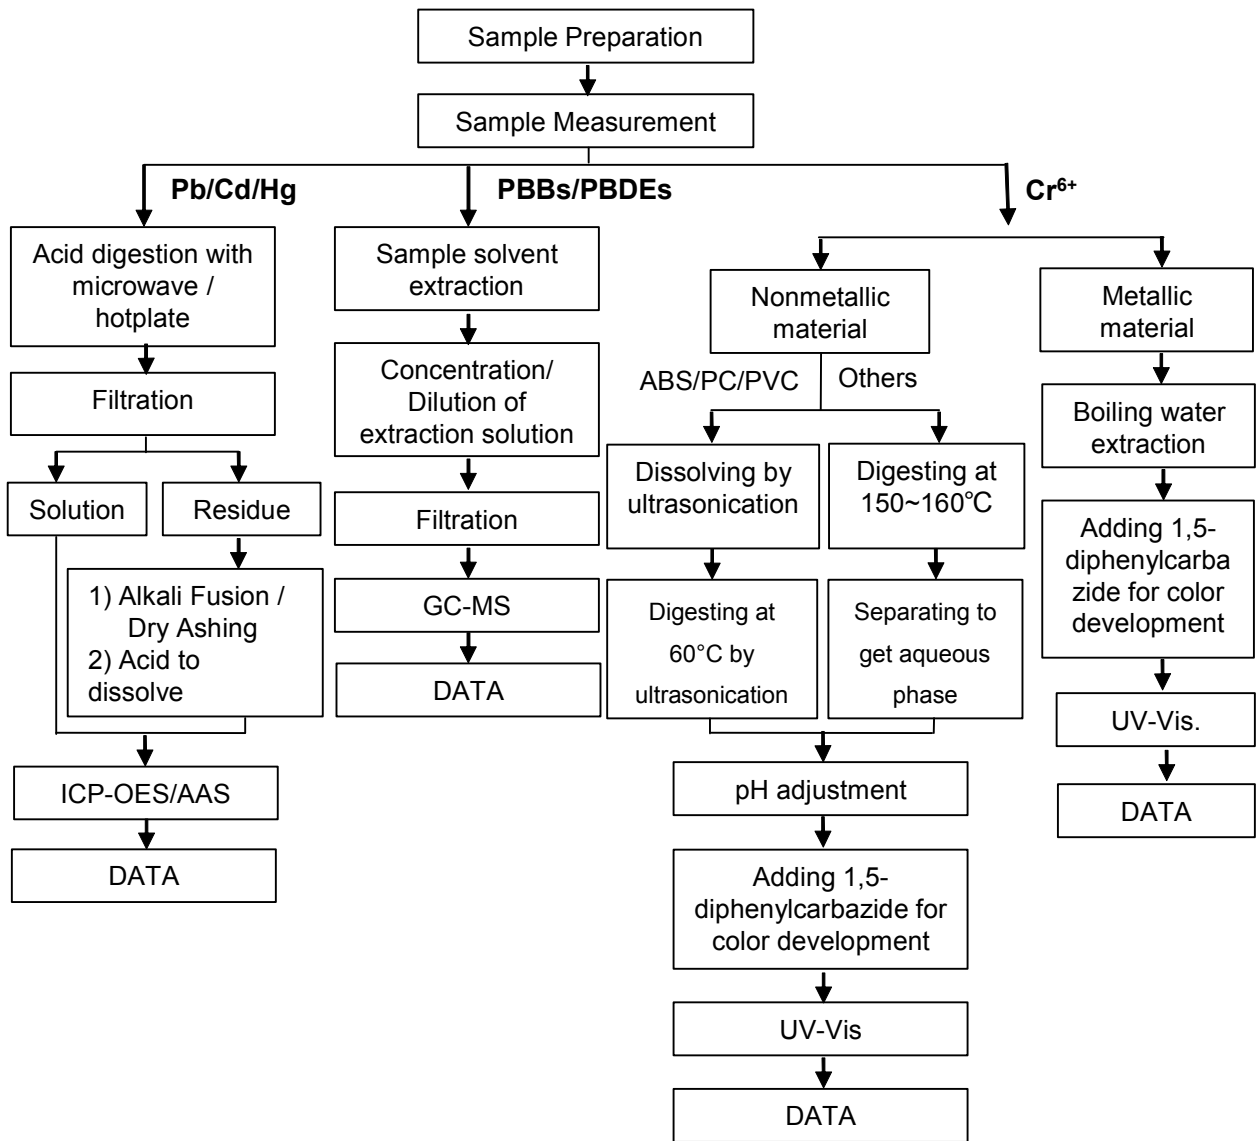 Sample Preparation
Sample Measurement
Pb/Cd/Hg
PBBs/PBDEs
Cr⁶⁺
Acid digestion with
microwave /
hotplate
Filtration
Solution
Residue
1) Alkali Fusion /
Dry Ashing
2) Acid to
dissolve
ICP-OES/AAS
DATA
Sample solvent
extraction
Concentration/
Dilution of
extraction solution
Filtration
GC-MS
DATA
Nonmetallic
material
ABS/PC/PVC
Others
Dissolving by
ultrasonication
Digesting at
60°C by
ultrasonication
Digesting at
150~160℃
Separating to
get aqueous
phase
pH adjustment
Adding 1,5-
diphenylcarbazide for
color development
UV-Vis
DATA
Metallic
material
Boiling water
extraction
Adding 1,5-
diphenylcarba
zide for color
development
UV-Vis.
DATA